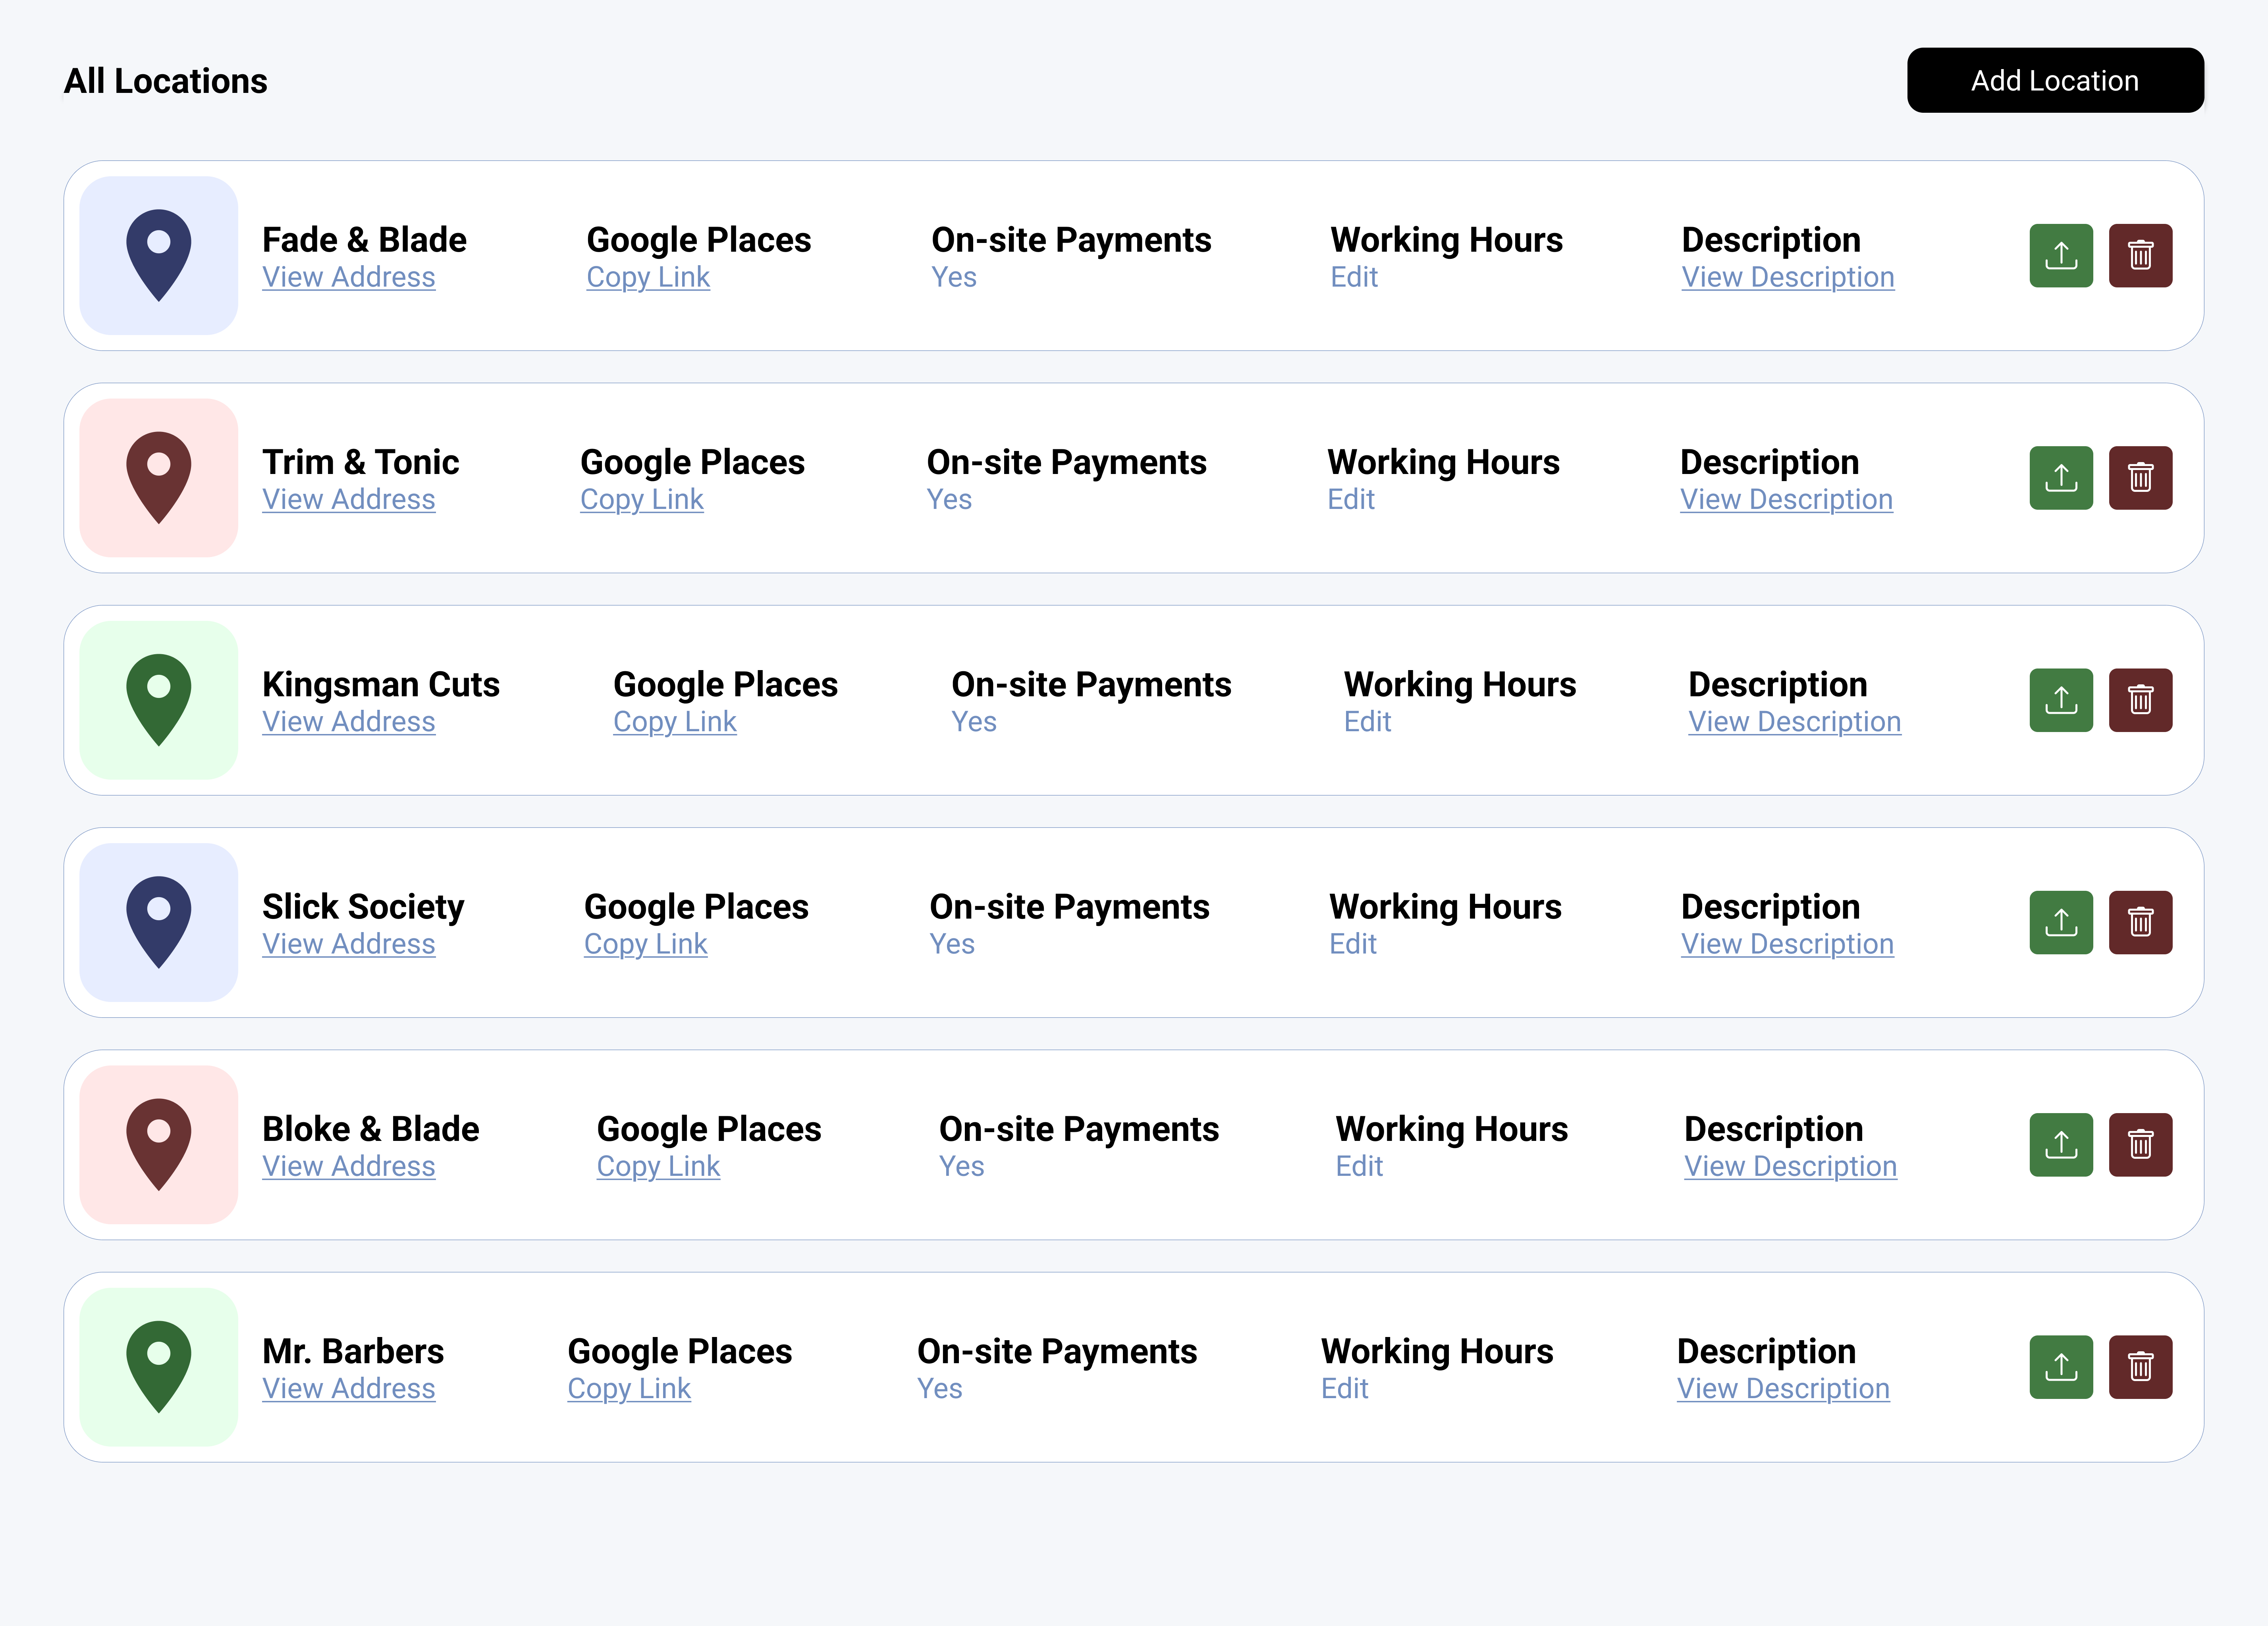 All Locations
Add Location
Fade & Blade Google Places On-site Payments Working Hours Description
View Address Copy Link Yes Edit View Description
Trim & Tonic Google Places On-site Payments Working Hours Description
View Address Copy Link Yes Edit View Description
Kingsman Cuts Google Places On-site Payments Working Hours Description
View Address Copy Link Yes Edit View Description
Slick Society Google Places On-site Payments Working Hours Description
View Address Copy Link Yes Edit View Description
Bloke & Blade Google Places On-site Payments Working Hours Description
View Address Copy Link Yes Edit View Description
Mr. Barbers Google Places On-site Payments Working Hours Description
View Address Copy Link Yes Edit View Description